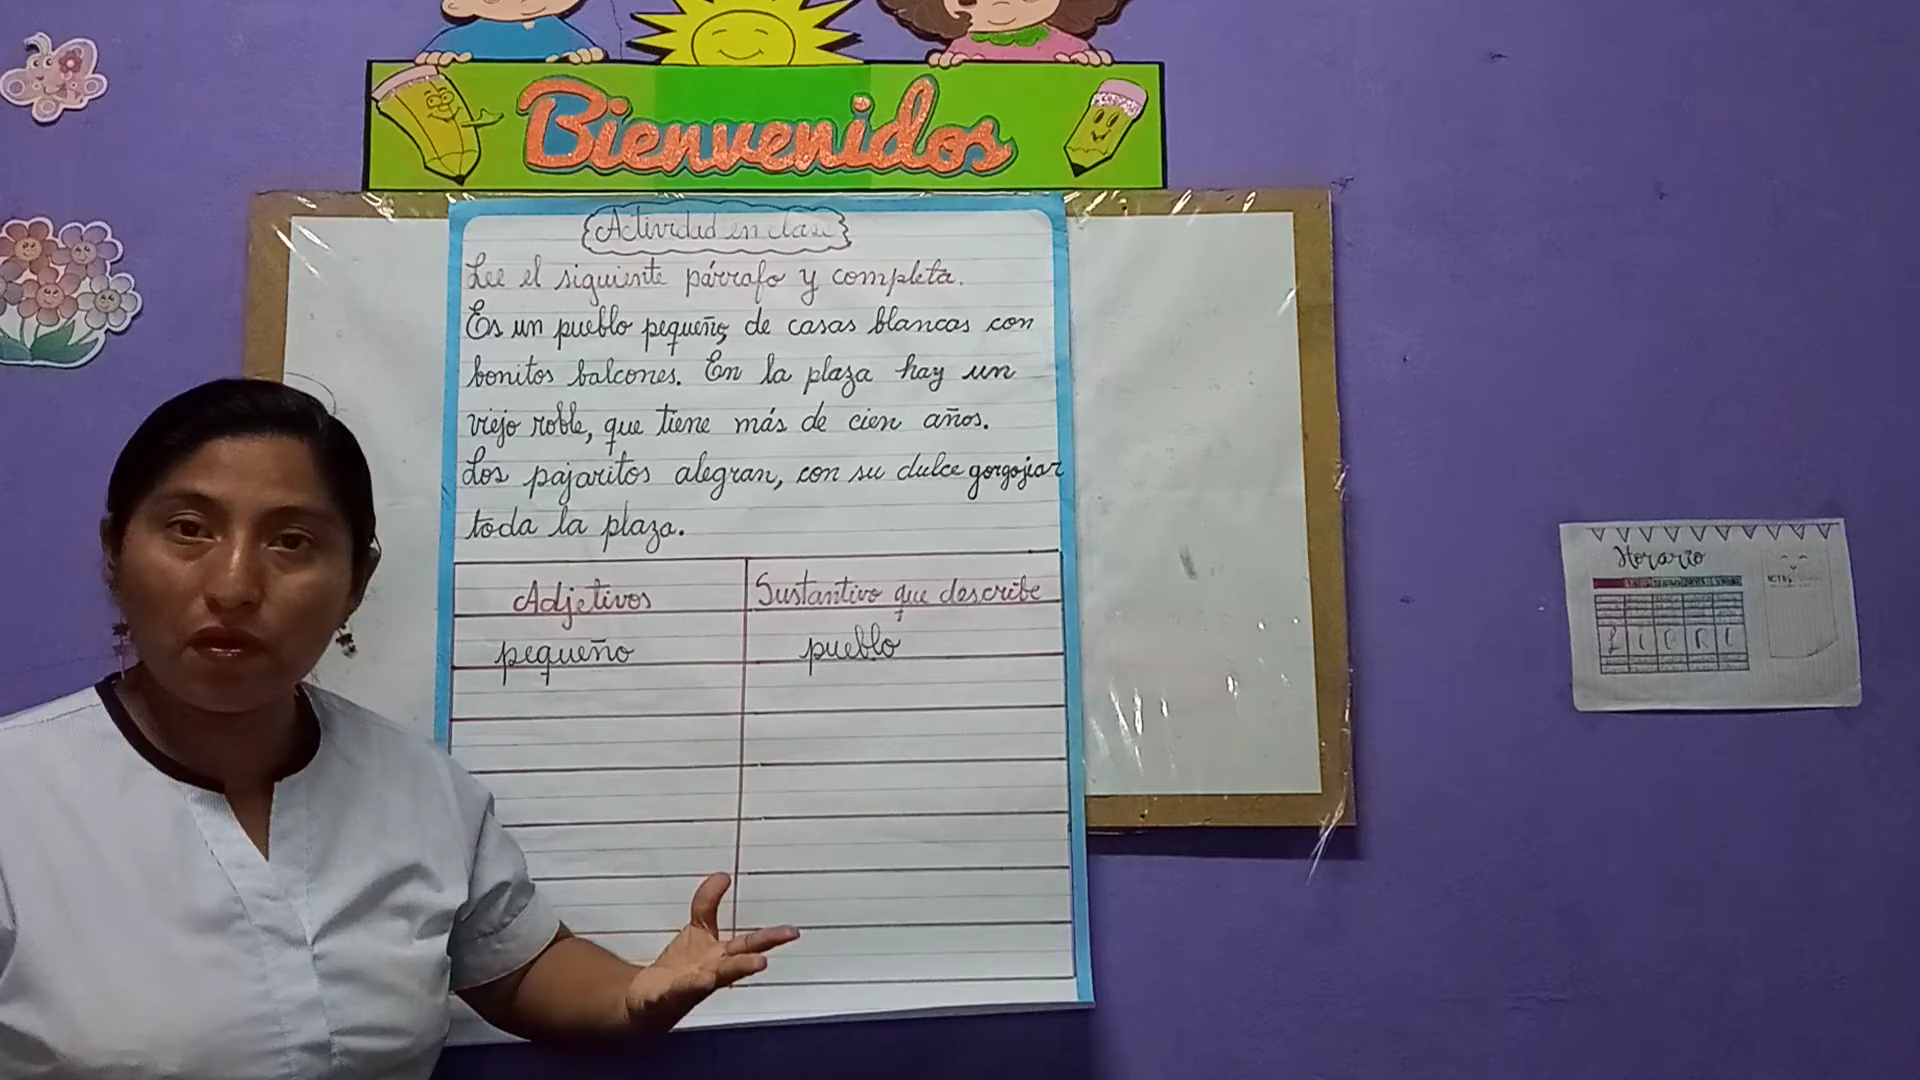 Bienvenidos
Actividad en clase
Lee el siguiente párrafo y completa.
Es un pueblo pequeño, de casas blancas con
bonitos balcones. En la plaza hay un
viejo roble, que tiene más de cien años.
Los pajaritos alegran, con su dulce gorgojear
toda la plaza.
Adjetivos
Sustantivo que describe
pequeño
pueblo
Horario
L I B R E